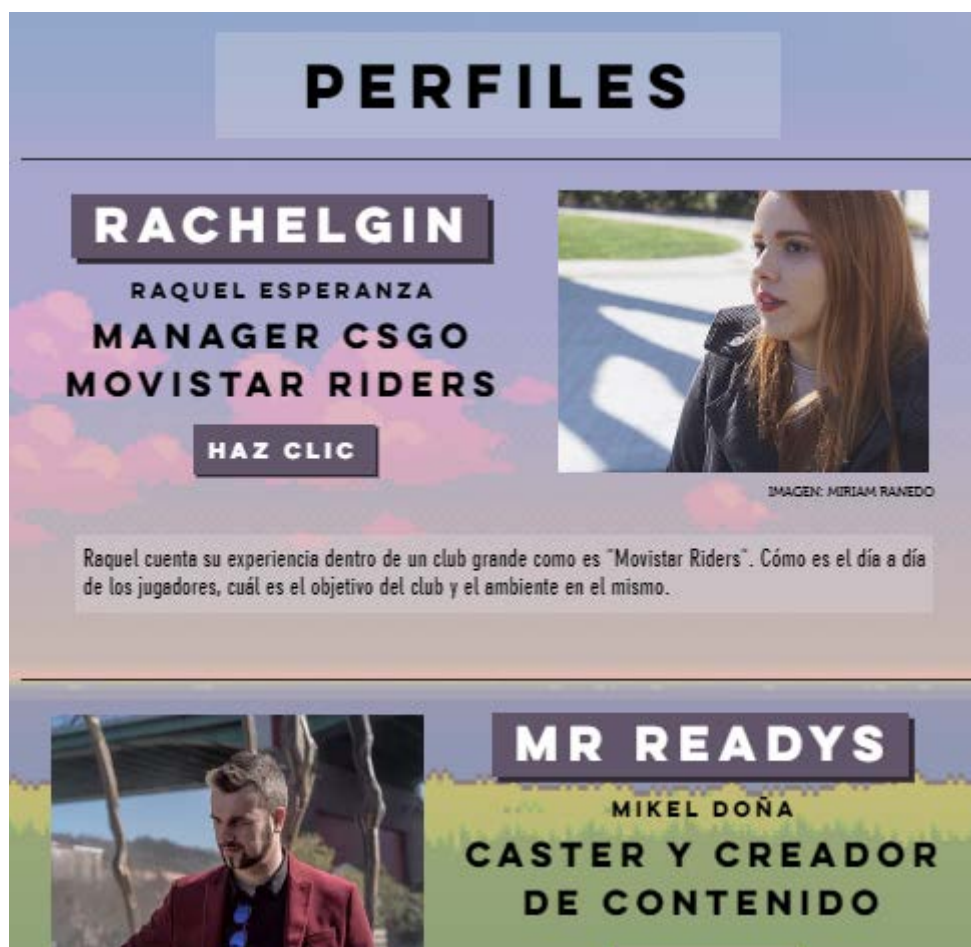 PERFILES
RACHELGIN
RAQUEL ESPERANZA
MANAGER CSGO
MOVISTAR RIDERS
HAZ CLIC
IMAGEN: MIRIAM RANEDO
Raquel cuenta su experiencia dentro de un club grande como es "Movistar Riders". Cómo es el día a día
de los jugadores, cuál es el objetivo del club y el ambiente en el mismo.
MR READYS
MIKEL DOÑA
CASTER Y CREADOR
DE CONTENIDO